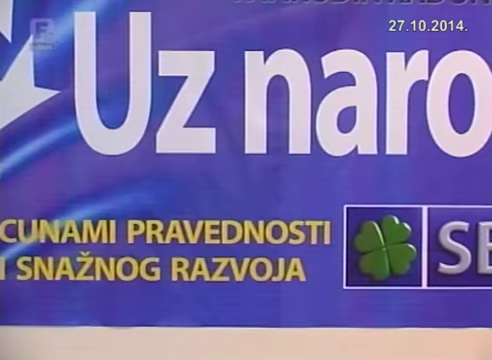 27.10.2014.
Uz naro
CUNAMI PRAVEDNOSTI
I SNAŽNOG RAZVOJA
SE